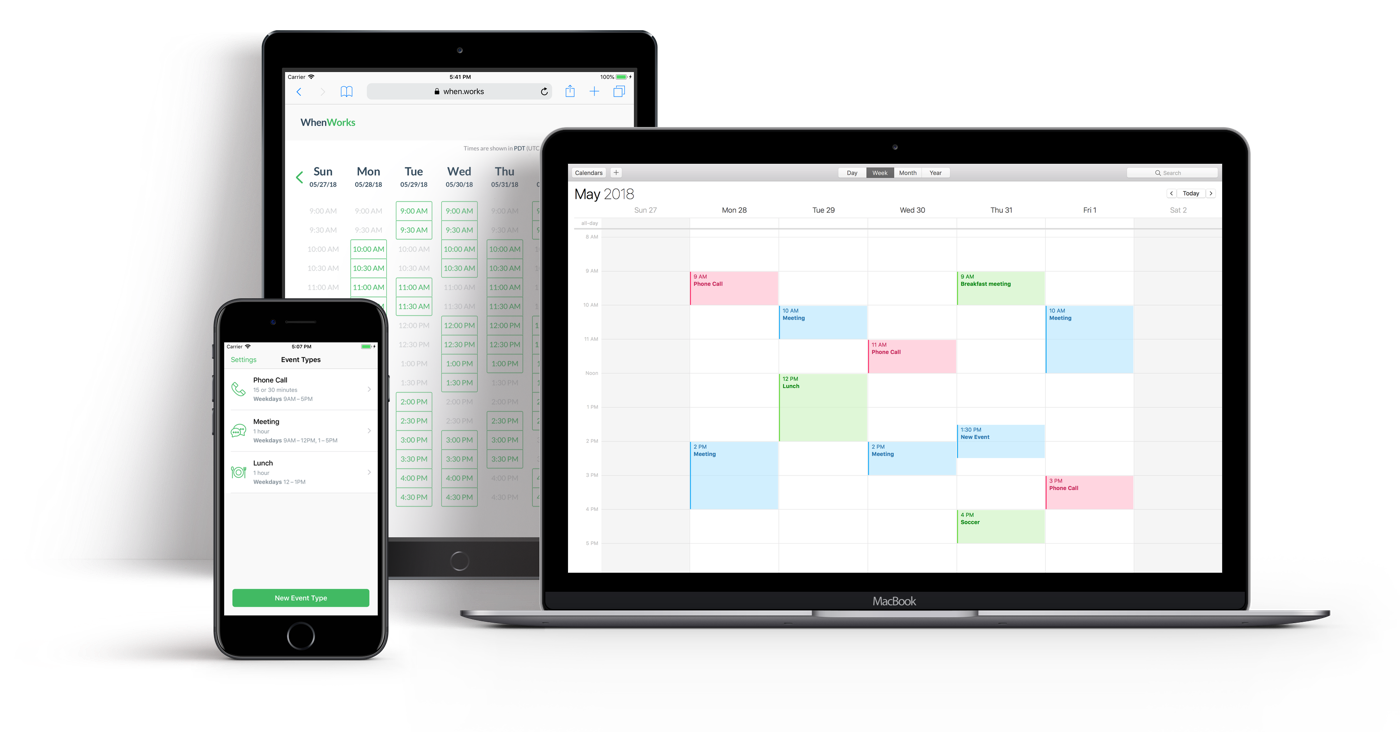 Carrier 5:41 PM 100%
when.works
WhenWorks
Times are shown in PDT (UTC
Sun Mon Tue Wed Thu
05/27/18 05/28/18 05/29/18 05/30/18 05/31/18
9:00 AM 9:00 AM 9:00 AM 9:00 AM 9:00 AM
9:30 AM 9:30 AM 9:30 AM 9:30 AM 9:30 AM
10:00 AM 10:00 AM 10:00 AM 10:00 AM 10:00 AM
10:30 AM 10:30 AM 10:30 AM 10:30 AM 10:30 AM
11:00 AM 11:00 AM 11:00 AM 11:00 AM 11:00 AM
11:30 AM 11:30 AM 11:30 AM
12:00 PM 12:00 PM 12:00 PM
12:30 PM 12:30 PM 12:30 PM
1:00 PM 1:00 PM 1:00 PM
1:30 PM 1:30 PM 1:30 PM
2:00 PM 2:00 PM 2:00 PM
2:30 PM 2:30 PM 2:30 PM
3:00 PM 3:00 PM 3:00 PM
3:30 PM 3:30 PM 3:30 PM
4:00 PM 4:00 PM 4:00 PM
4:30 PM 4:30 PM 4:30 PM
Carrier 5:07 PM
Settings Event Types
Phone Call
15 or 30 minutes
Weekdays 9AM–5PM
Meeting
1 hour
Weekdays 9AM–12PM, 1–5PM
Lunch
1 hour
Weekdays 12–1PM
New Event Type
Calendars + Day Week Month Year Search
May 2018 Today
Sun 27 Mon 28 Tue 29 Wed 30 Thu 31 Fri 1 Sat 2
all-day
8 AM
9 AM
10 AM
11 AM
Noon
1 PM
2 PM
3 PM
4 PM
5 PM
9 AM
Phone Call
2 PM
Meeting
10 AM
Meeting
12 PM
Lunch
11 AM
Phone Call
2 PM
Meeting
9 AM
Breakfast meeting
1:30 PM
New Event
4 PM
Soccer
10 AM
Meeting
3 PM
Phone Call
MacBook